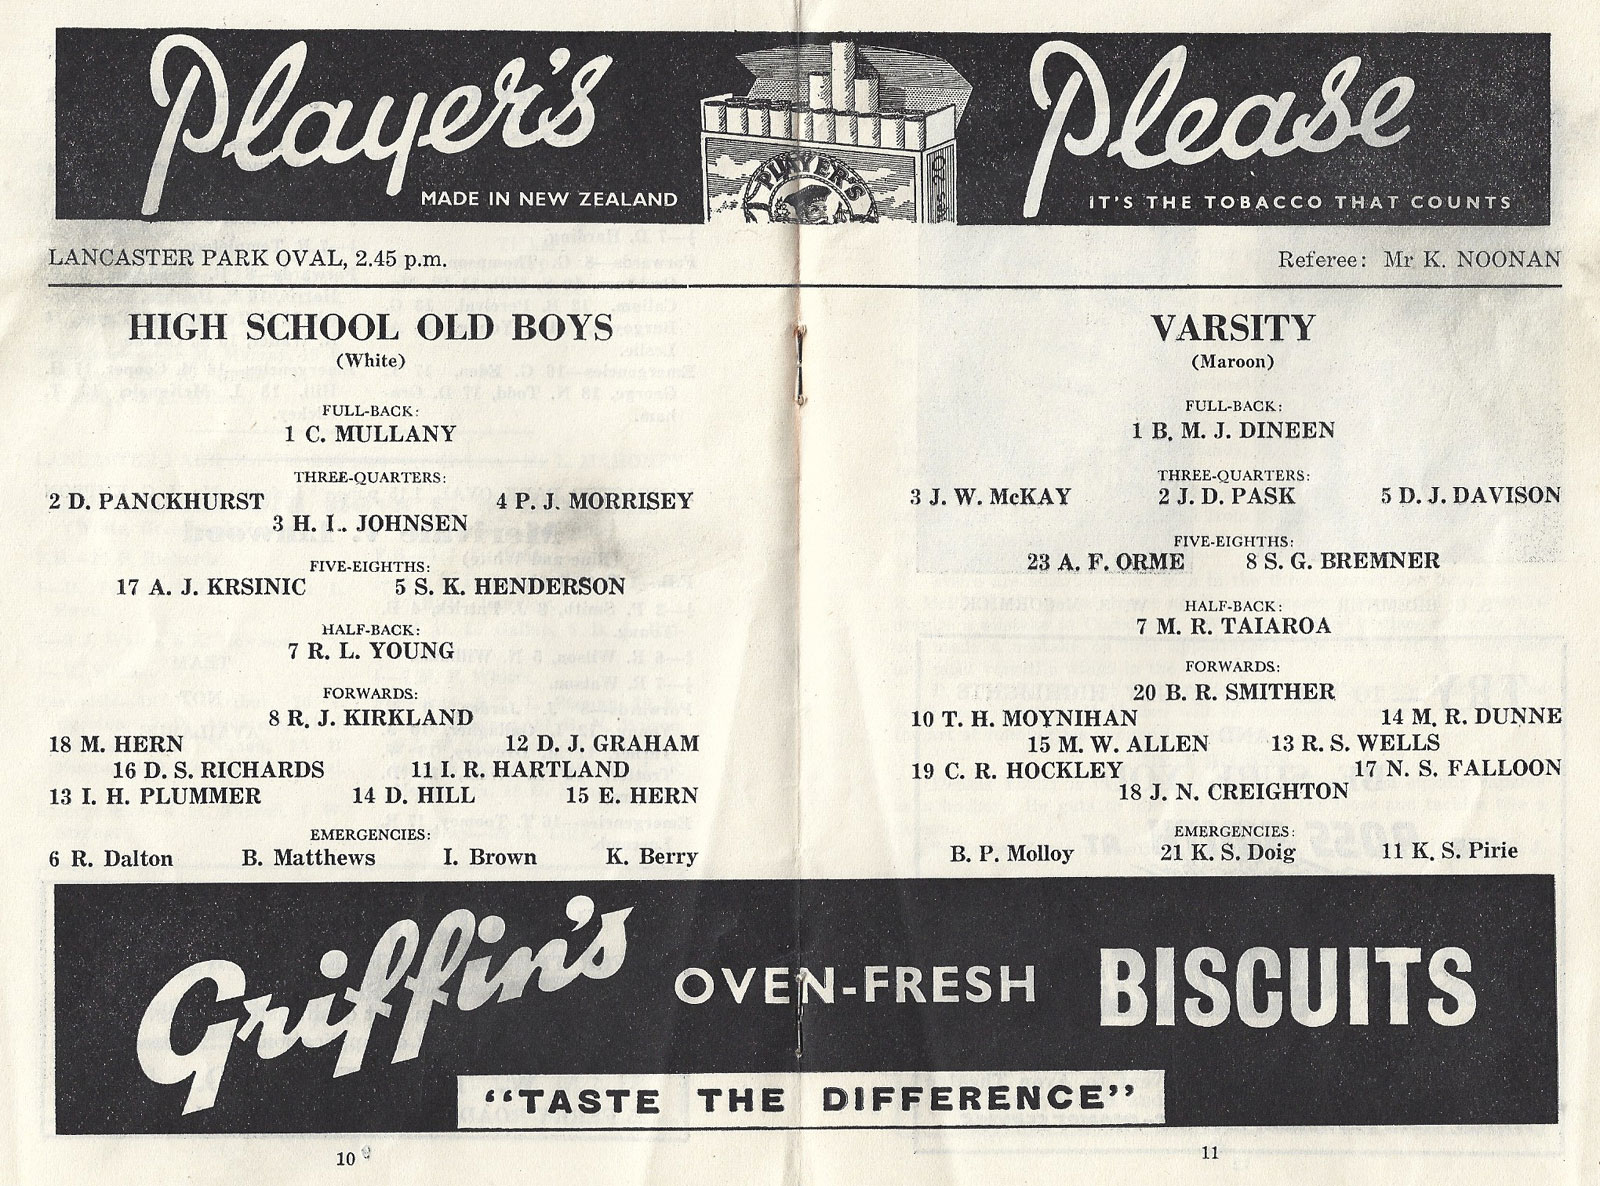 Player's
Please
MADE IN NEW ZEALAND
PLAYER'S
IT'S THE TOBACCO THAT COUNTS
LANCASTER PARK OVAL, 2.45 p.m.
Referee: Mr K. NOONAN
HIGH SCHOOL OLD BOYS
(White)
FULL-BACK:
1 C. MULLANY
THREE-QUARTERS:
2 D. PANCKHURST 4 P. J. MORRISEY
3 H. L. JOHNSEN
FIVE-EIGHTHS:
17 A. J. KRSINIC 5 S. K. HENDERSON
HALF-BACK:
7 R. L. YOUNG
FORWARDS:
8 R. J. KIRKLAND
18 M. HERN 12 D. J. GRAHAM
16 D. S. RICHARDS 11 I. R. HARTLAND
13 I. H. PLUMMER 14 D. HILL 15 E. HERN
EMERGENCIES:
6 R. Dalton B. Matthews I. Brown K. Berry
VARSITY
(Maroon)
FULL-BACK:
1 B. M. J. DINEEN
THREE-QUARTERS:
3 J. W. McKAY 2 J. D. PASK 5 D. J. DAVISON
FIVE-EIGHTHS:
23 A. F. ORME 8 S. G. BREMNER
HALF-BACK:
7 M. R. TAIAROA
FORWARDS:
20 B. R. SMITHER
10 T. H. MOYNIHAN 14 M. R. DUNNE
15 M. W. ALLEN 13 R. S. WELLS
19 C. R. HOCKLEY 17 N. S. FALLOON
18 J. N. CREIGHTON
EMERGENCIES:
B. P. Molloy 21 K. S. Doig 11 K. S. Pirie
Griffin's OVEN-FRESH BISCUITS
"TASTE THE DIFFERENCE"
10
11